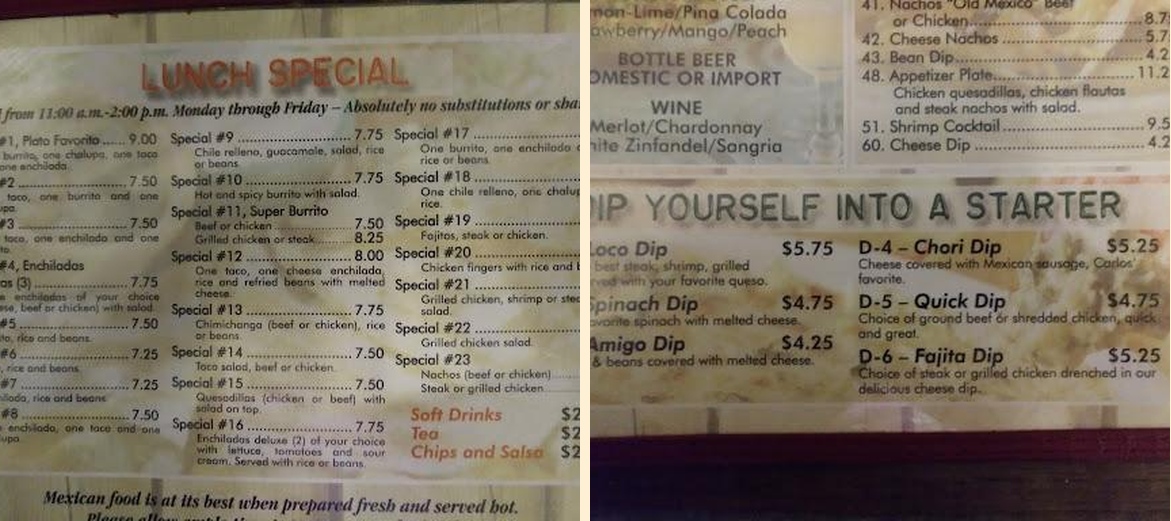 LUNCH SPECIAL
from 11:00 a.m.-2:00 p.m. Monday through Friday – Absolutely no substitutions or
#1, Plato Favorito ...... 9.00
burrito, one chalupa, one taco
one enchilada.
#2 .......... 7.50
taco, one burrito and one
#3 .......... 7.50
taco, one enchilada and one
#4, Enchiladas
(3) .......... 7.75
enchiladas of your choice
beef or chicken) with salad.
#5 .......... 7.50
rice and beans.
#6 .......... 7.25
, rice and beans.
#7 .......... 7.25
rice and beans
#8 .......... 7.50
enchilada, one taco and one
Special #9 .......... 7.75
Chile relleno, guacamole, salad, rice
or beans.
Special #10 .......... 7.75
Hot and spicy burrito with salad.
Special #11, Super Burrito
Beef or chicken .......... 7.50
Grilled chicken or steak .......... 8.25
Special #12 .......... 8.00
One taco, one cheese enchilada,
rice and refried beans with melted
cheese.
Special #13 .......... 7.75
Chimichanga (beef or chicken), rice
or beans.
Special #14 .......... 7.50
Taco salad, beef or chicken.
Special #15 .......... 7.50
Quesadillas (chicken or beef) with
salad on top.
Special #16 .......... 7.75
Enchiladas deluxe (2) of your choice
with lettuce, tomatoes and sour
cream. Served with rice or beans.
Special #17 ..........
One burrito, one enchilada
rice or beans.
Special #18 ..........
One chile relleno, one
rice.
Special #19 ..........
Fajitas, steak or chicken.
Special #20 ..........
Chicken fingers with rice and
Special #21 ..........
Grilled chicken, shrimp or
salad.
Special #22 ..........
Grilled chicken salad.
Special #23
Nachos (beef or chicken) ..........
Steak or grilled chicken ..........
Soft Drinks $2
Tea $2
Chips and Salsa $2
Mexican food is at its best when prepared fresh and served hot.
Please allow
/Pina Colada
/Mango/Peach
BOTTLE BEER
OR IMPORT
WINE
Merlot/Chardonnay
Zinfandel/Sangria
41. Nachos "Old Mexico" Beef
or Chicken ..........
42. Cheese Nachos ..........
43. Bean Dip ..........
48. Appetizer Plate .......... 11.2
Chicken quesadillas, chicken flautas
and steak nachos with salad.
51. Shrimp Cocktail .......... 9.5
60. Cheese Dip .......... 4.2
DIP YOURSELF INTO A STARTER
Loco Dip $5.75
best steak, shrimp, grilled
with your favorite queso.
Spinach Dip $4.75
spinach with melted cheese.
Amigo Dip $4.25
& beans covered with melted cheese.
D-4 – Chori Dip $5.25
Cheese covered with Mexican sausage, Carlos'
favorite.
D-5 – Quick Dip $4.75
Choice of ground beef or shredded chicken, quick
and great.
D-6 – Fajita Dip $5.25
Choice of steak or grilled chicken drenched in our
delicious cheese dip.